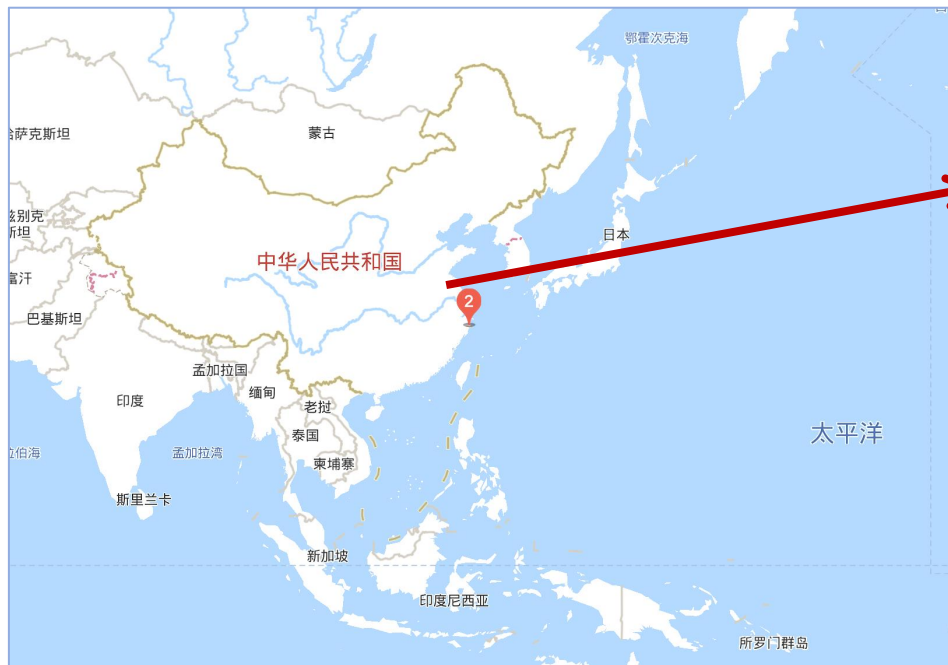 鄂霍次克海
哈萨克斯坦
蒙古
兹别克
斯坦
日本
中华人民共和国
富汗
2
巴基斯坦
孟加拉国
缅甸
印度
老挝
泰国
太平洋
拉伯海
孟加拉湾
柬埔寨
斯里兰卡
新加坡
印度尼西亚
所罗门群岛